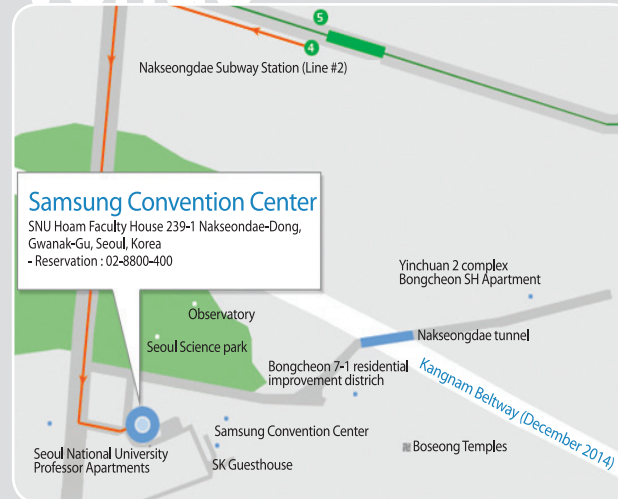 5
4
Nakseongdae Subway Station (Line #2)
Samsung Convention Center
SNU Hoam Faculty House 239-1 Nakseondae-Dong,
Gwanak-Gu, Seoul, Korea
- Reservation : 02-8800-400
Yinchuan 2 complex
Bongcheon SH Apartment
Observatory
Nakseongdae tunnel
Seoul Science park
Bongcheon 7-1 residential
improvement districh
Kangnam Beltway (December 2014)
Samsung Convention Center
Boseong Temples
Seoul National University
Professor Apartments
SK Guesthouse